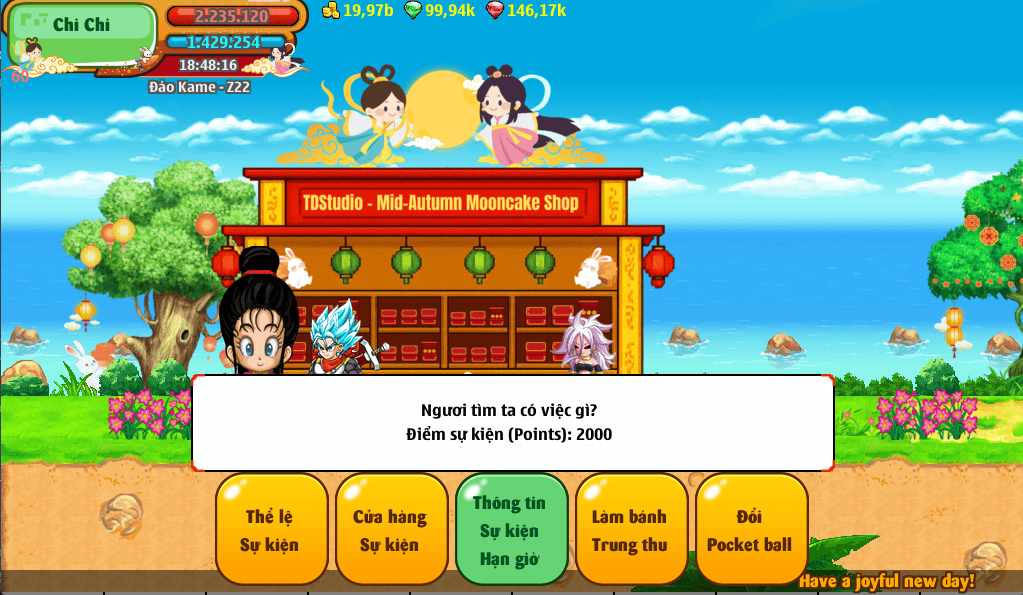 Chi Chi
2.235.120
1.429.254
18:48:16
60
Đảo Kame - Z22
19,97b 99,94k 146,17k
TDStudio - Mid-Autumn Mooncake Shop
Ngươi tìm ta có việc gì?
Điểm sự kiện (Points): 2000
Thể lệ
Sự kiện
Cửa hàng
Sự kiện
Thông tin
Sự kiện
Hạn giờ
Làm bánh
Trung thu
Đổi
Pocket ball
Have a joyful new day!